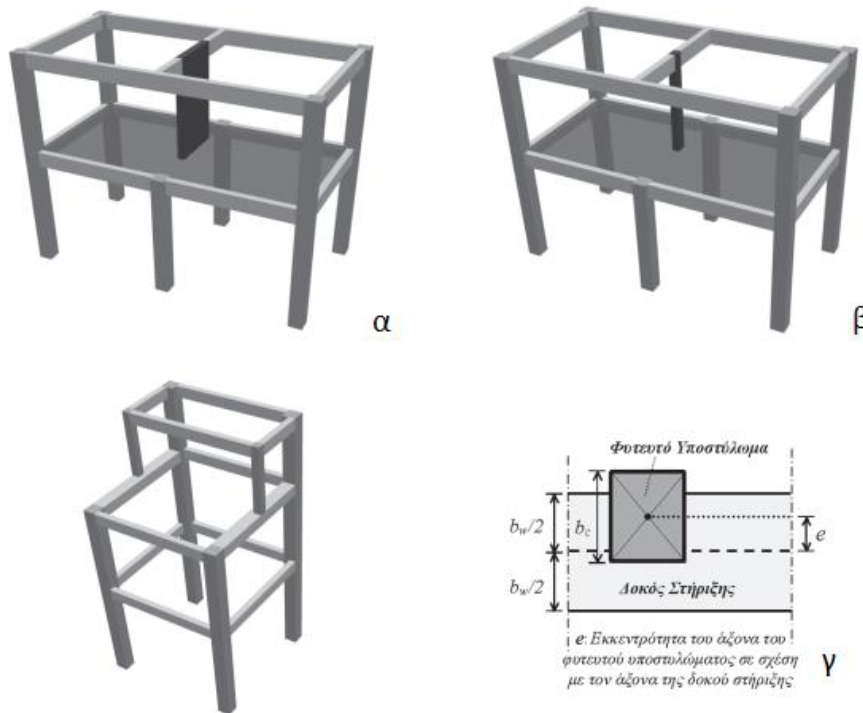 α
β
Φυτευτό Υποστύλωμα
b_w/2
b_c
e
b_w/2
Δοκός Στήριξης
e: Εκκεντρότητα του άξονα του
φυτευτού υποστυλώματος σε σχέση
με τον άξονα της δοκού στήριξης
γ